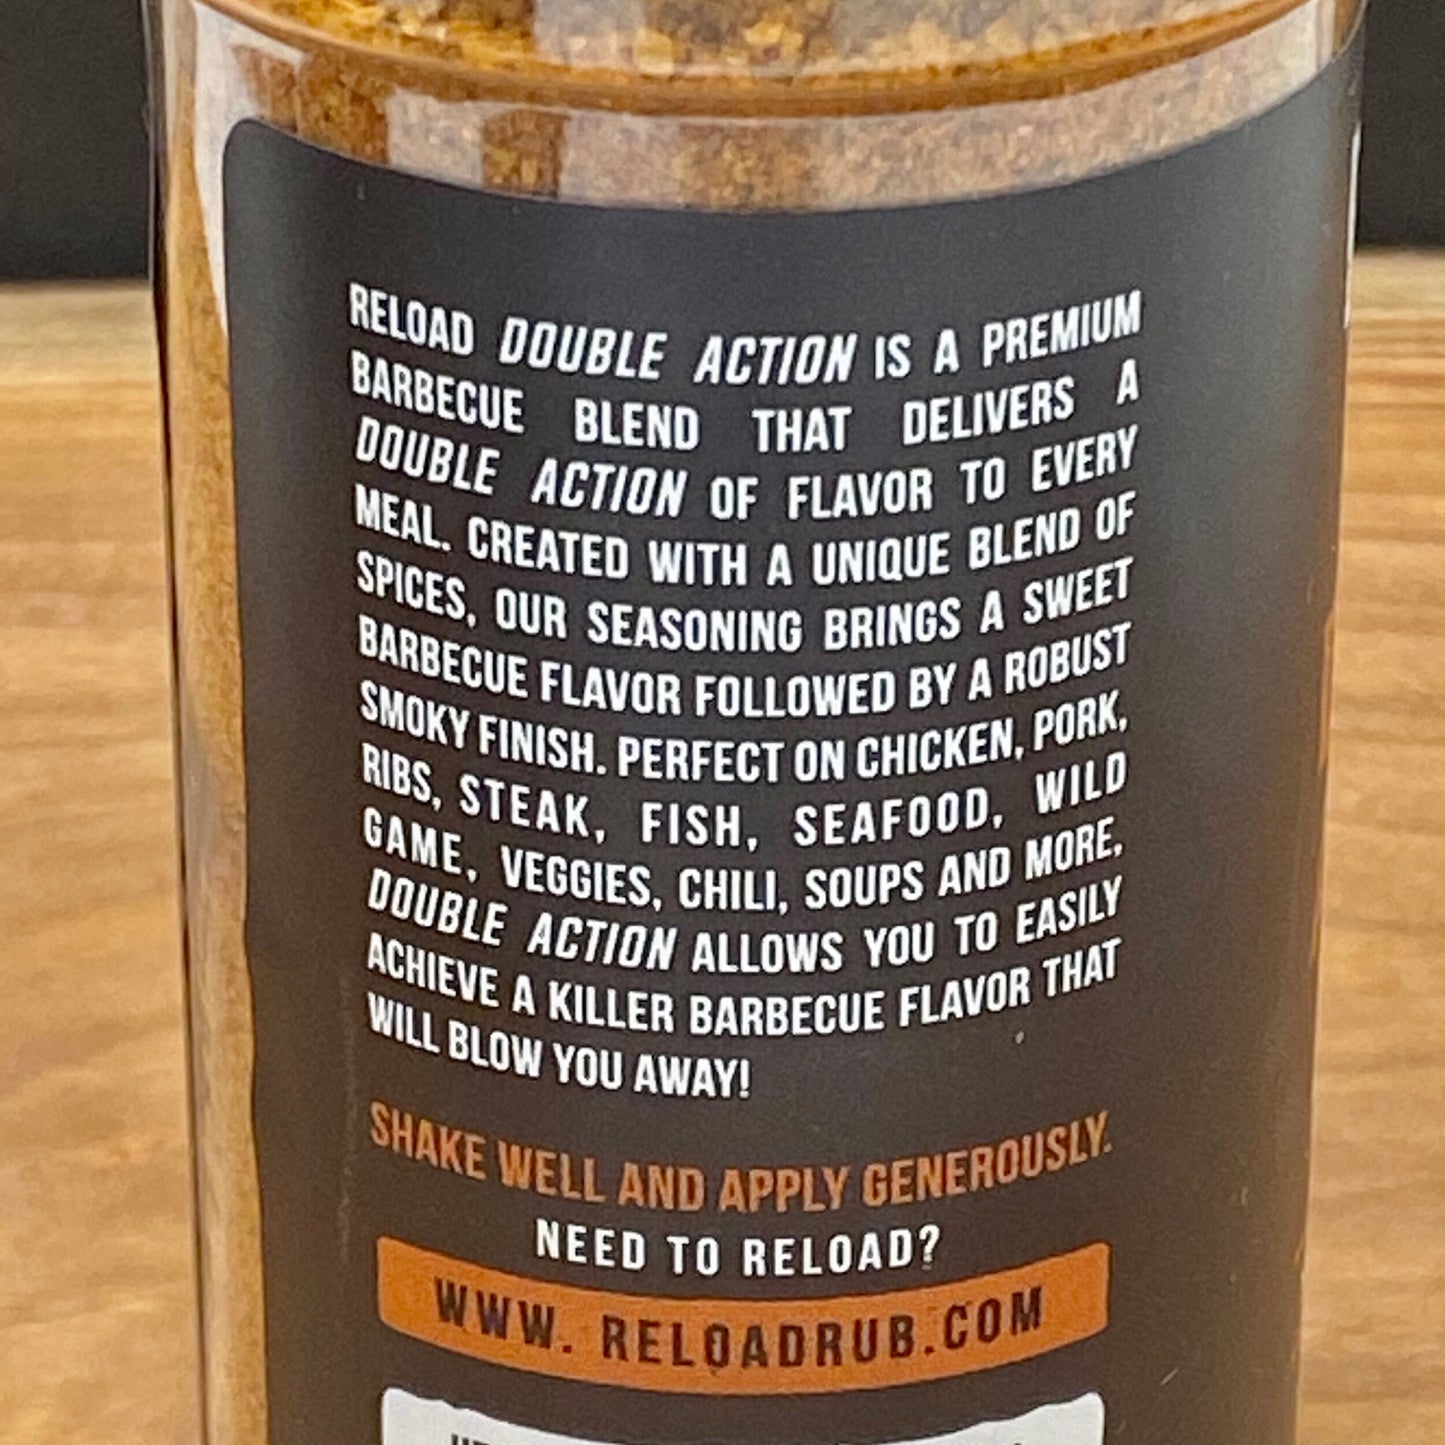 RELOAD DOUBLE ACTION IS A PREMIUM
BARBECUE BLEND THAT DELIVERS A
DOUBLE ACTION OF FLAVOR TO EVERY
MEAL. CREATED WITH A UNIQUE BLEND OF
SPICES, OUR SEASONING BRINGS A SWEET
BARBECUE FLAVOR FOLLOWED BY A ROBUST
SMOKY FINISH. PERFECT ON CHICKEN, PORK,
RIBS, STEAK, FISH, SEAFOOD, WILD
GAME, VEGGIES, CHILI, SOUPS AND MORE,
DOUBLE ACTION ALLOWS YOU TO EASILY
ACHIEVE A KILLER BARBECUE FLAVOR THAT
WILL BLOW YOU AWAY!
SHAKE WELL AND APPLY GENEROUSLY.
NEED TO RELOAD?
WWW. RELOADRUB.COM